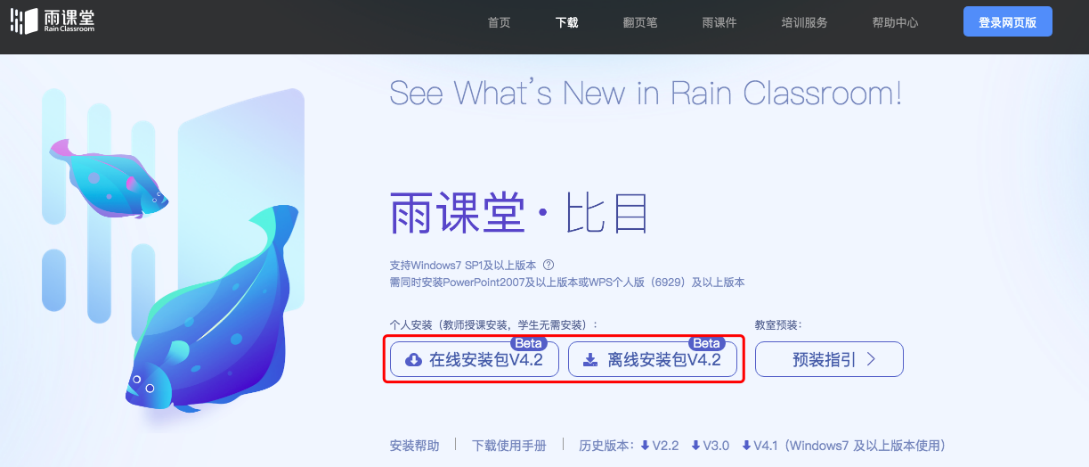 雨课堂
Rain Classroom
首页 下载 翻页笔 雨课件 培训服务 帮助中心 登录网页版
See What's New in Rain Classroom!
雨课堂·比目
支持Windows7 SP1及以上版本 ?
需同时安装PowerPoint2007及以上版本或WPS个人版（6929）及以上版本
个人安装（教师授课安装，学生无需安装）： 教室预装：
Beta Beta
在线安装包V4.2 离线安装包V4.2 预装指引 >
安装帮助 | 下载使用手册 | 历史版本： V2.2 V3.0 V4.1（Windows7 及以上版本使用）